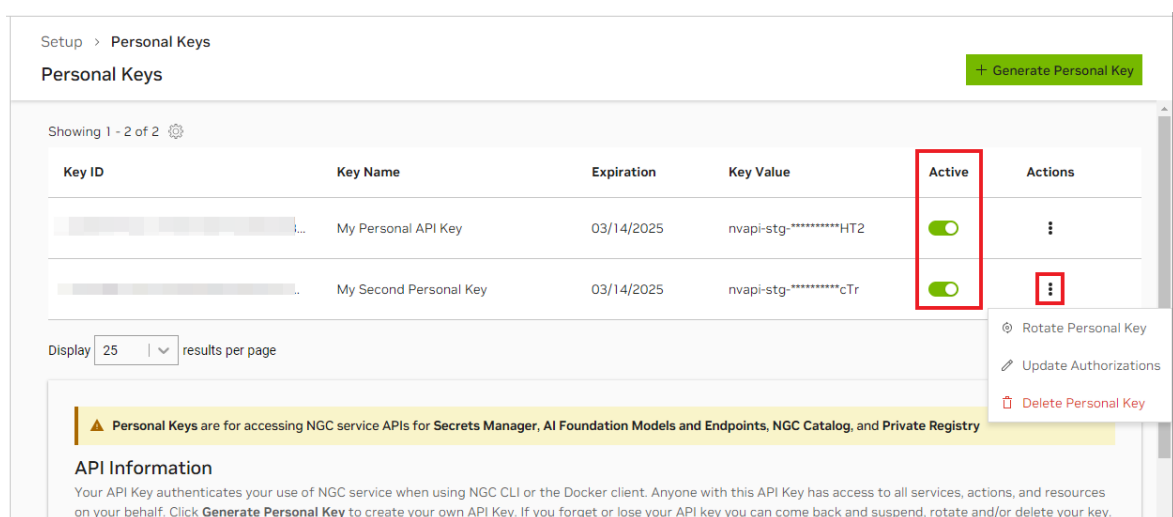 Setup > Personal Keys
Personal Keys
+ Generate Personal Key
Showing 1 - 2 of 2
Key ID Key Name Expiration Key Value Active Actions
... My Personal API Key 03/14/2025 nvapi-stg-**********HT2
.. My Second Personal Key 03/14/2025 nvapi-stg-**********cTr
Rotate Personal Key
Update Authorizations
Delete Personal Key
Display 25 results per page
Personal Keys are for accessing NGC service APIs for Secrets Manager, AI Foundation Models and Endpoints, NGC Catalog, and Private Registry
API Information
Your API Key authenticates your use of NGC service when using NGC CLI or the Docker client. Anyone with this API Key has access to all services, actions, and resources
on your behalf. Click Generate Personal Key to create your own API Key. If you forget or lose your API key you can come back and suspend, rotate and/or delete your key.